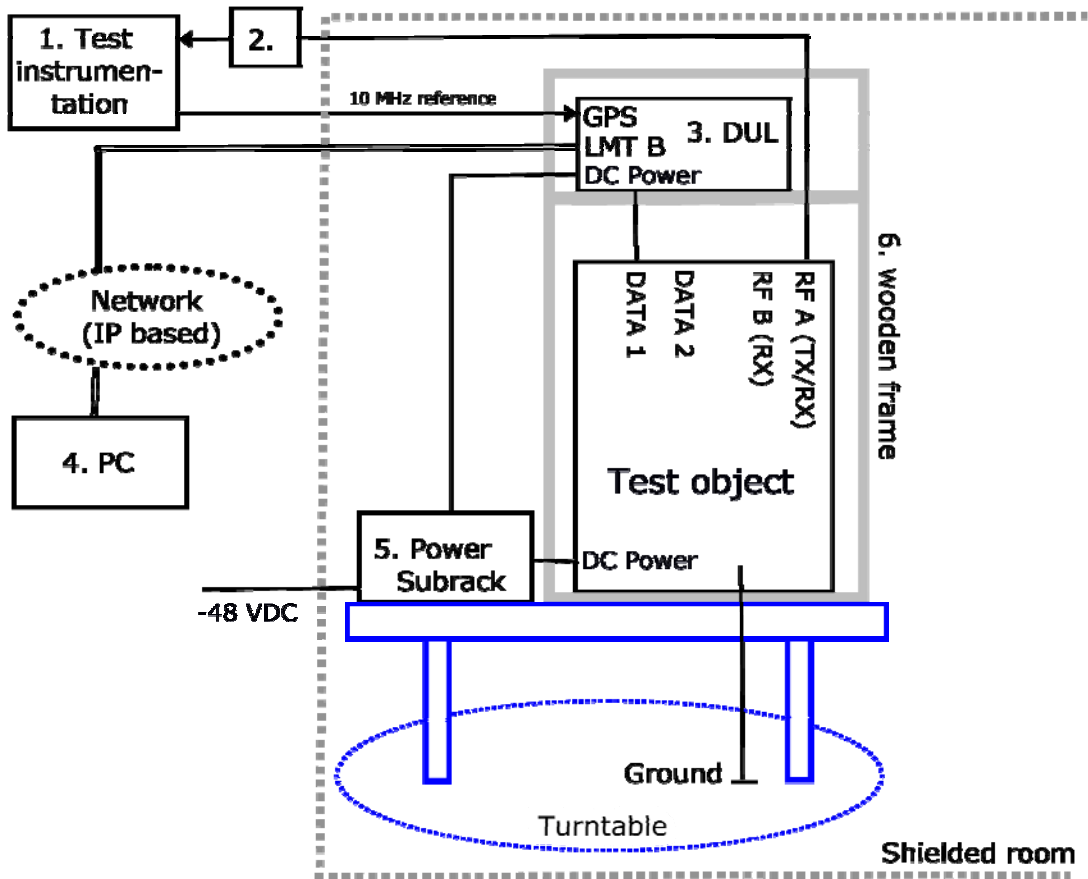 1. Test
instrumen-
tation
2.
10 MHz reference
GPS
LMT B
DC Power
3. DUL
6. wooden frame
DATA 1
DATA 2
RF B (RX)
RF A (TX/RX)
Network
(IP based)
4. PC
Test object
5. Power
Subrack
DC Power
-48 VDC
Ground
Turntable
Shielded room